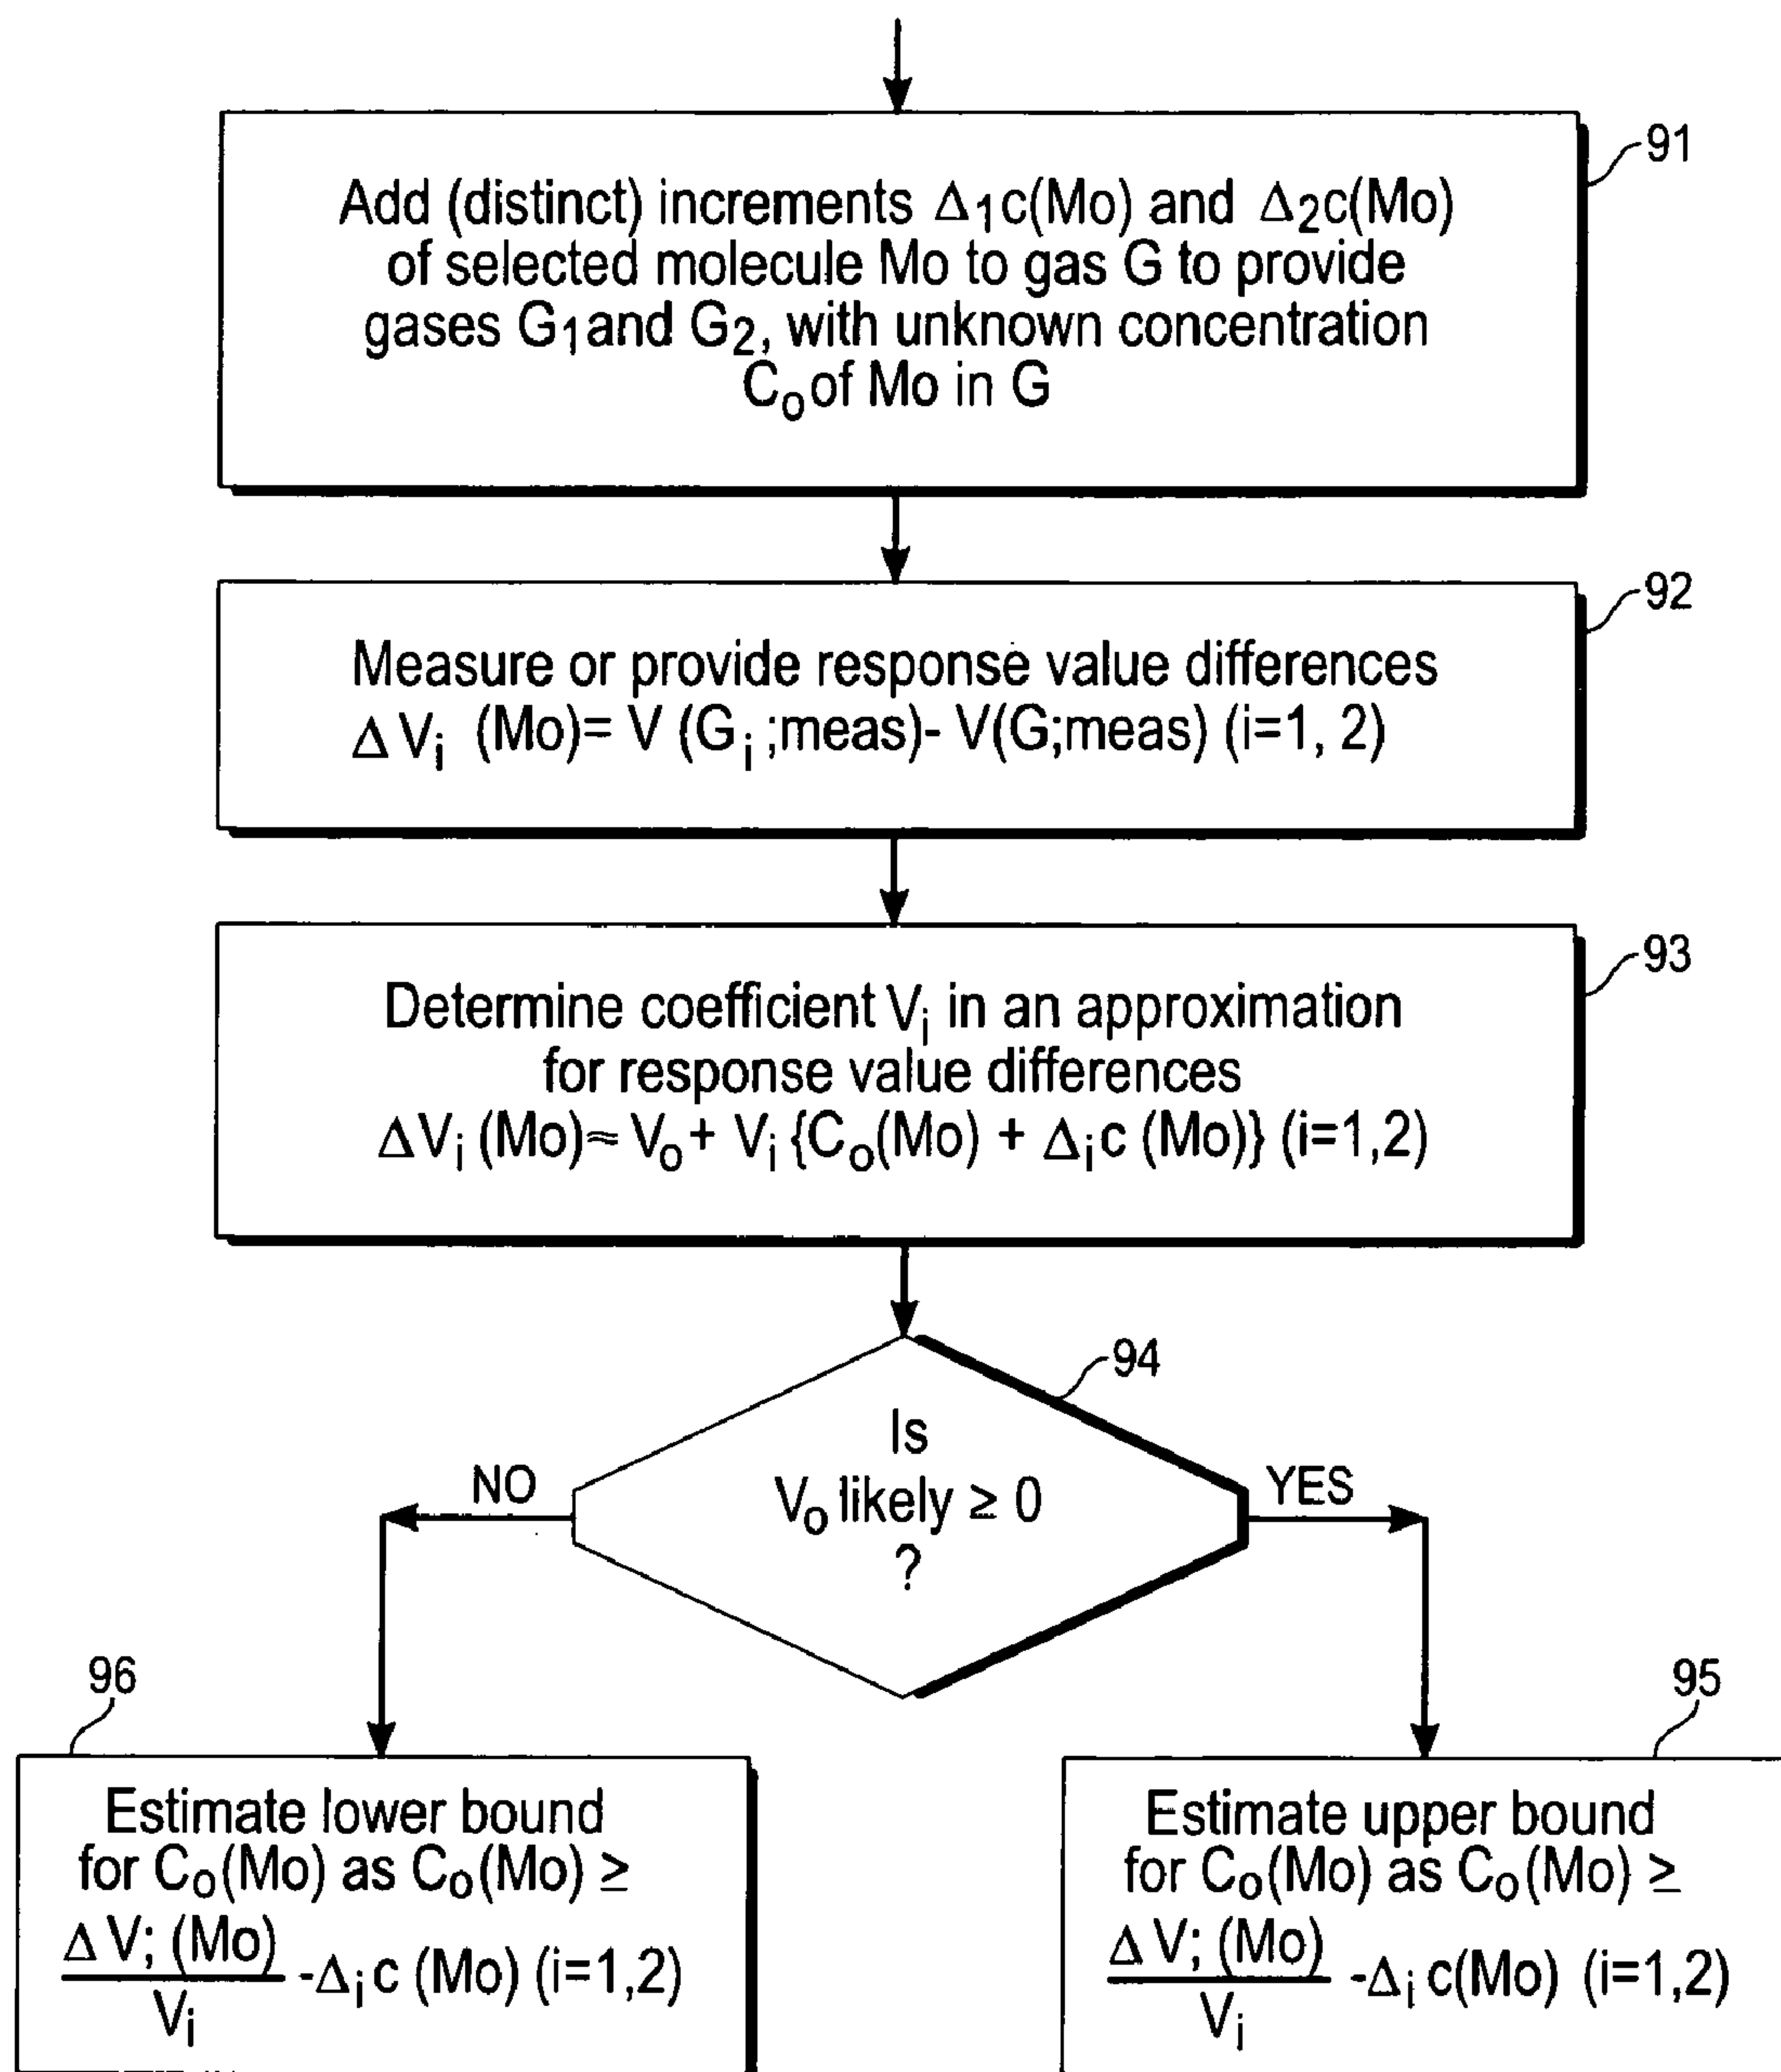 91
Add (distinct) increments Δ₁c(Mo) and Δ₂c(Mo)
of selected molecule Mo to gas G to provide
gases G₁ and G₂, with unknown concentration
Cₒ of Mo in G
92
Measure or provide response value differences
ΔVᵢ (Mo)= V (Gᵢ ;meas)- V(G;meas) (i=1, 2)
93
Determine coefficient Vᵢ in an approximation
for response value differences
ΔVᵢ (Mo)≈ Vₒ+ Vᵢ {Cₒ(Mo) + Δᵢc (Mo)} (i=1,2)
94
Is
Vₒ likely ≥ 0
?
NO
YES
96
Estimate lower bound
for Cₒ(Mo) as Cₒ(Mo) ≥
ΔV; (Mo)
-Δᵢc (Mo) (i=1,2)
Vᵢ
95
Estimate upper bound
for Cₒ(Mo) as Cₒ(Mo) ≥
ΔV; (Mo)
-Δᵢc(Mo) (i=1,2)
Vᵢ